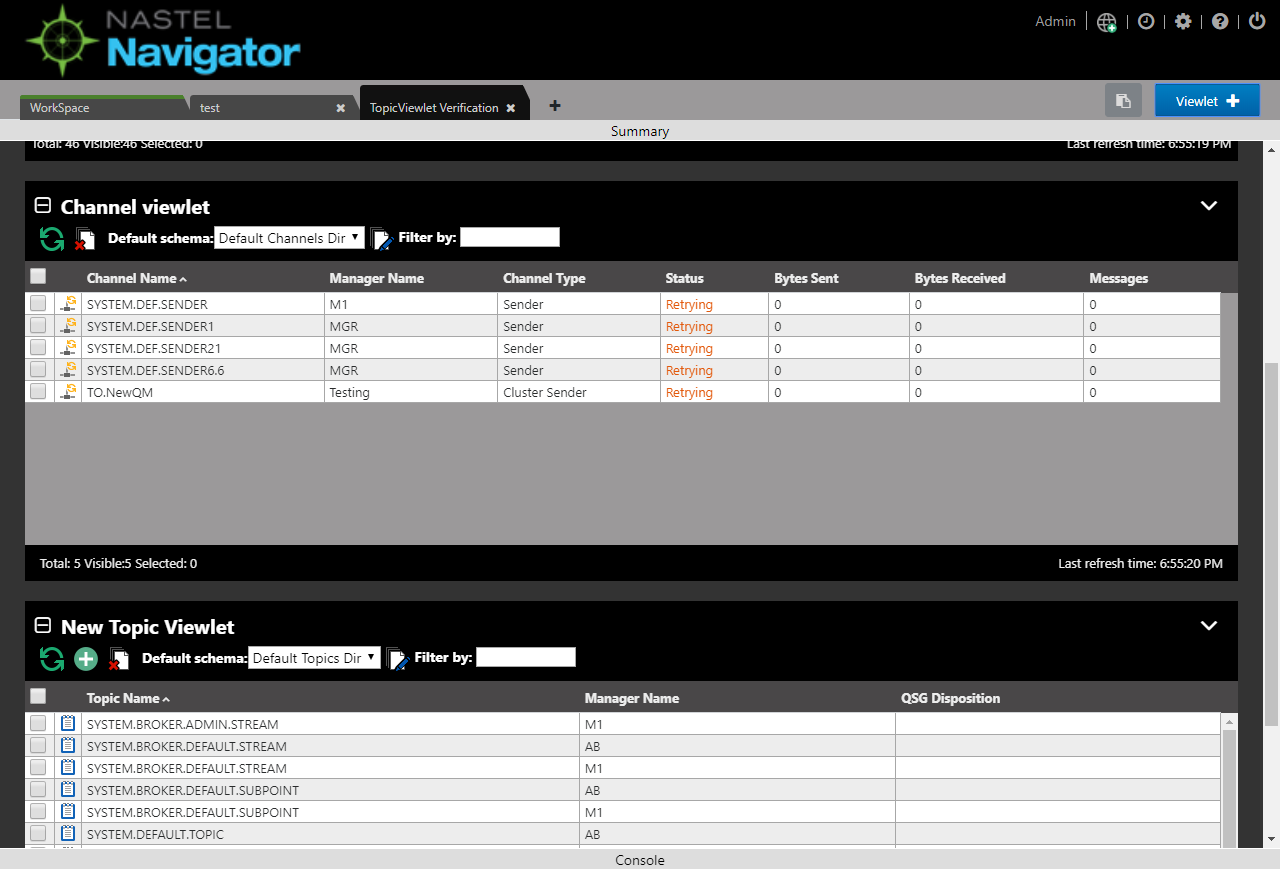 NASTEL
Navigator
Admin
WorkSpace test TopicViewlet Verification
Viewlet
Summary
Total: 46 Visible:46 Selected: 0 Last refresh time: 6:55:19 PM
Channel viewlet
Default schema: Default Channels Dir Filter by:
Channel Name Manager Name Channel Type Status Bytes Sent Bytes Received Messages
SYSTEM.DEF.SENDER M1 Sender Retrying 0 0 0
SYSTEM.DEF.SENDER1 MGR Sender Retrying 0 0 0
SYSTEM.DEF.SENDER21 MGR Sender Retrying 0 0 0
SYSTEM.DEF.SENDER6.6 MGR Sender Retrying 0 0 0
TO.NewQM Testing Cluster Sender Retrying 0 0 0
Total: 5 Visible:5 Selected: 0 Last refresh time: 6:55:20 PM
New Topic Viewlet
Default schema: Default Topics Dir Filter by:
Topic Name Manager Name QSG Disposition
SYSTEM.BROKER.ADMIN.STREAM M1
SYSTEM.BROKER.DEFAULT.STREAM AB
SYSTEM.BROKER.DEFAULT.STREAM M1
SYSTEM.BROKER.DEFAULT.SUBPOINT AB
SYSTEM.BROKER.DEFAULT.SUBPOINT M1
SYSTEM.DEFAULT.TOPIC AB
Console